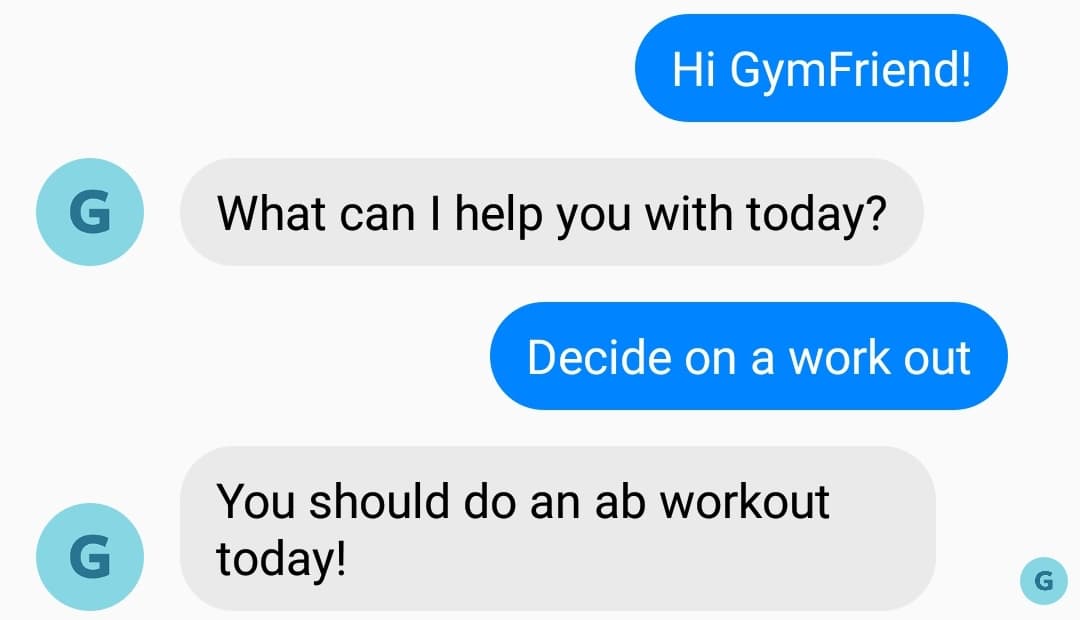 Hi GymFriend!
G
What can I help you with today?
Decide on a work out
You should do an ab workout
today!
G
G